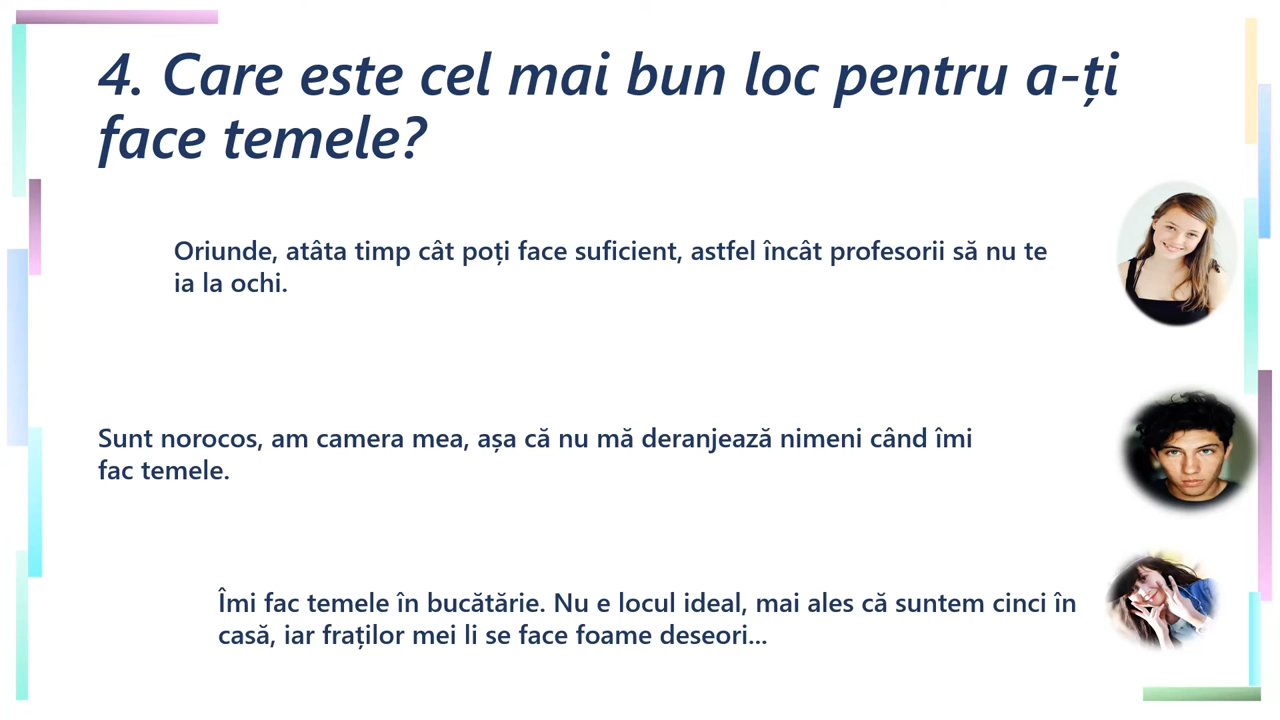 4. Care este cel mai bun loc pentru a-ți
face temele?
Oriunde, atâta timp cât poți face suficient, astfel încât profesorii să nu te
ia la ochi.
Sunt norocos, am camera mea, așa că nu mă deranjează nimeni când îmi
fac temele.
Îmi fac temele în bucătărie. Nu e locul ideal, mai ales că suntem cinci în
casă, iar fraților mei li se face foame deseori...